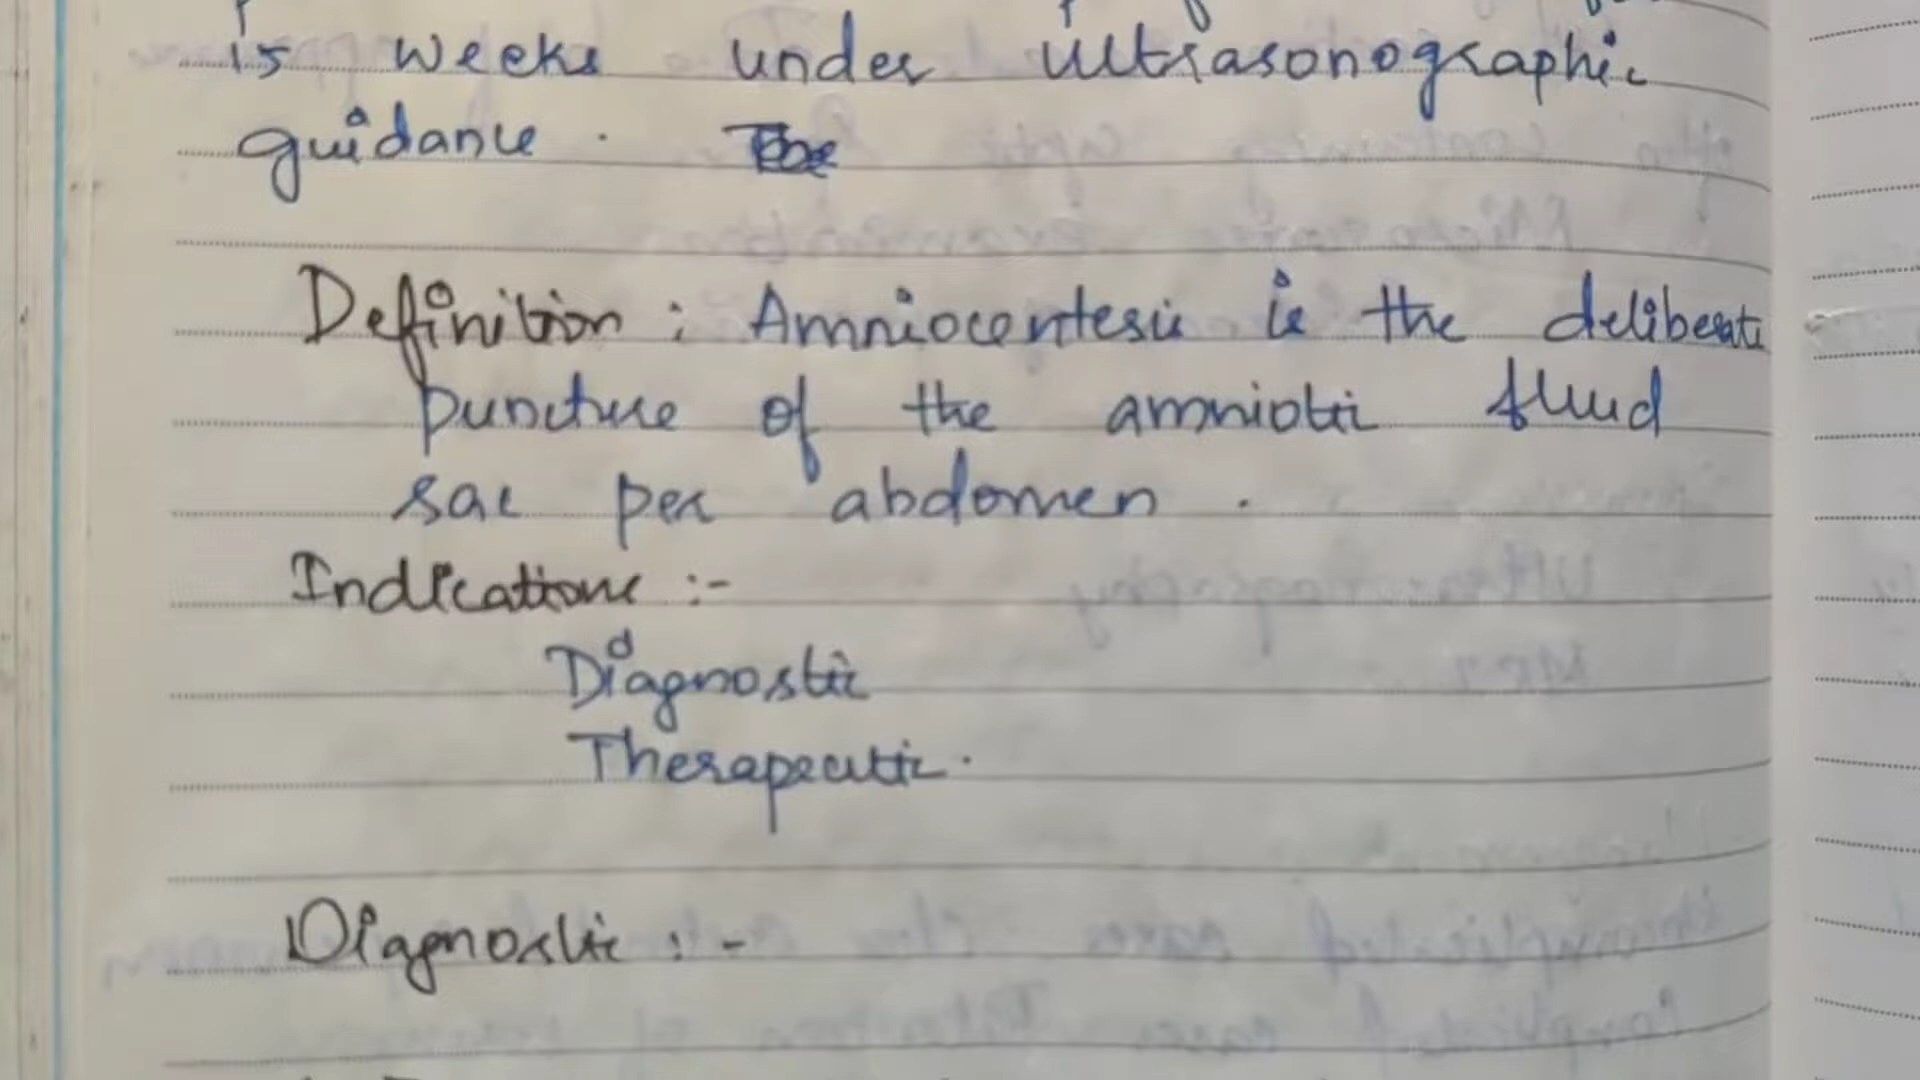 15 weeks under ultrasonographic
guidance .
Definition : Amniocentesis is the deliberate
puncture of the amniotic fluid
sac per abdomen .
Indications :-
Diagnostic
Therapeutic .
Diagnostic : -